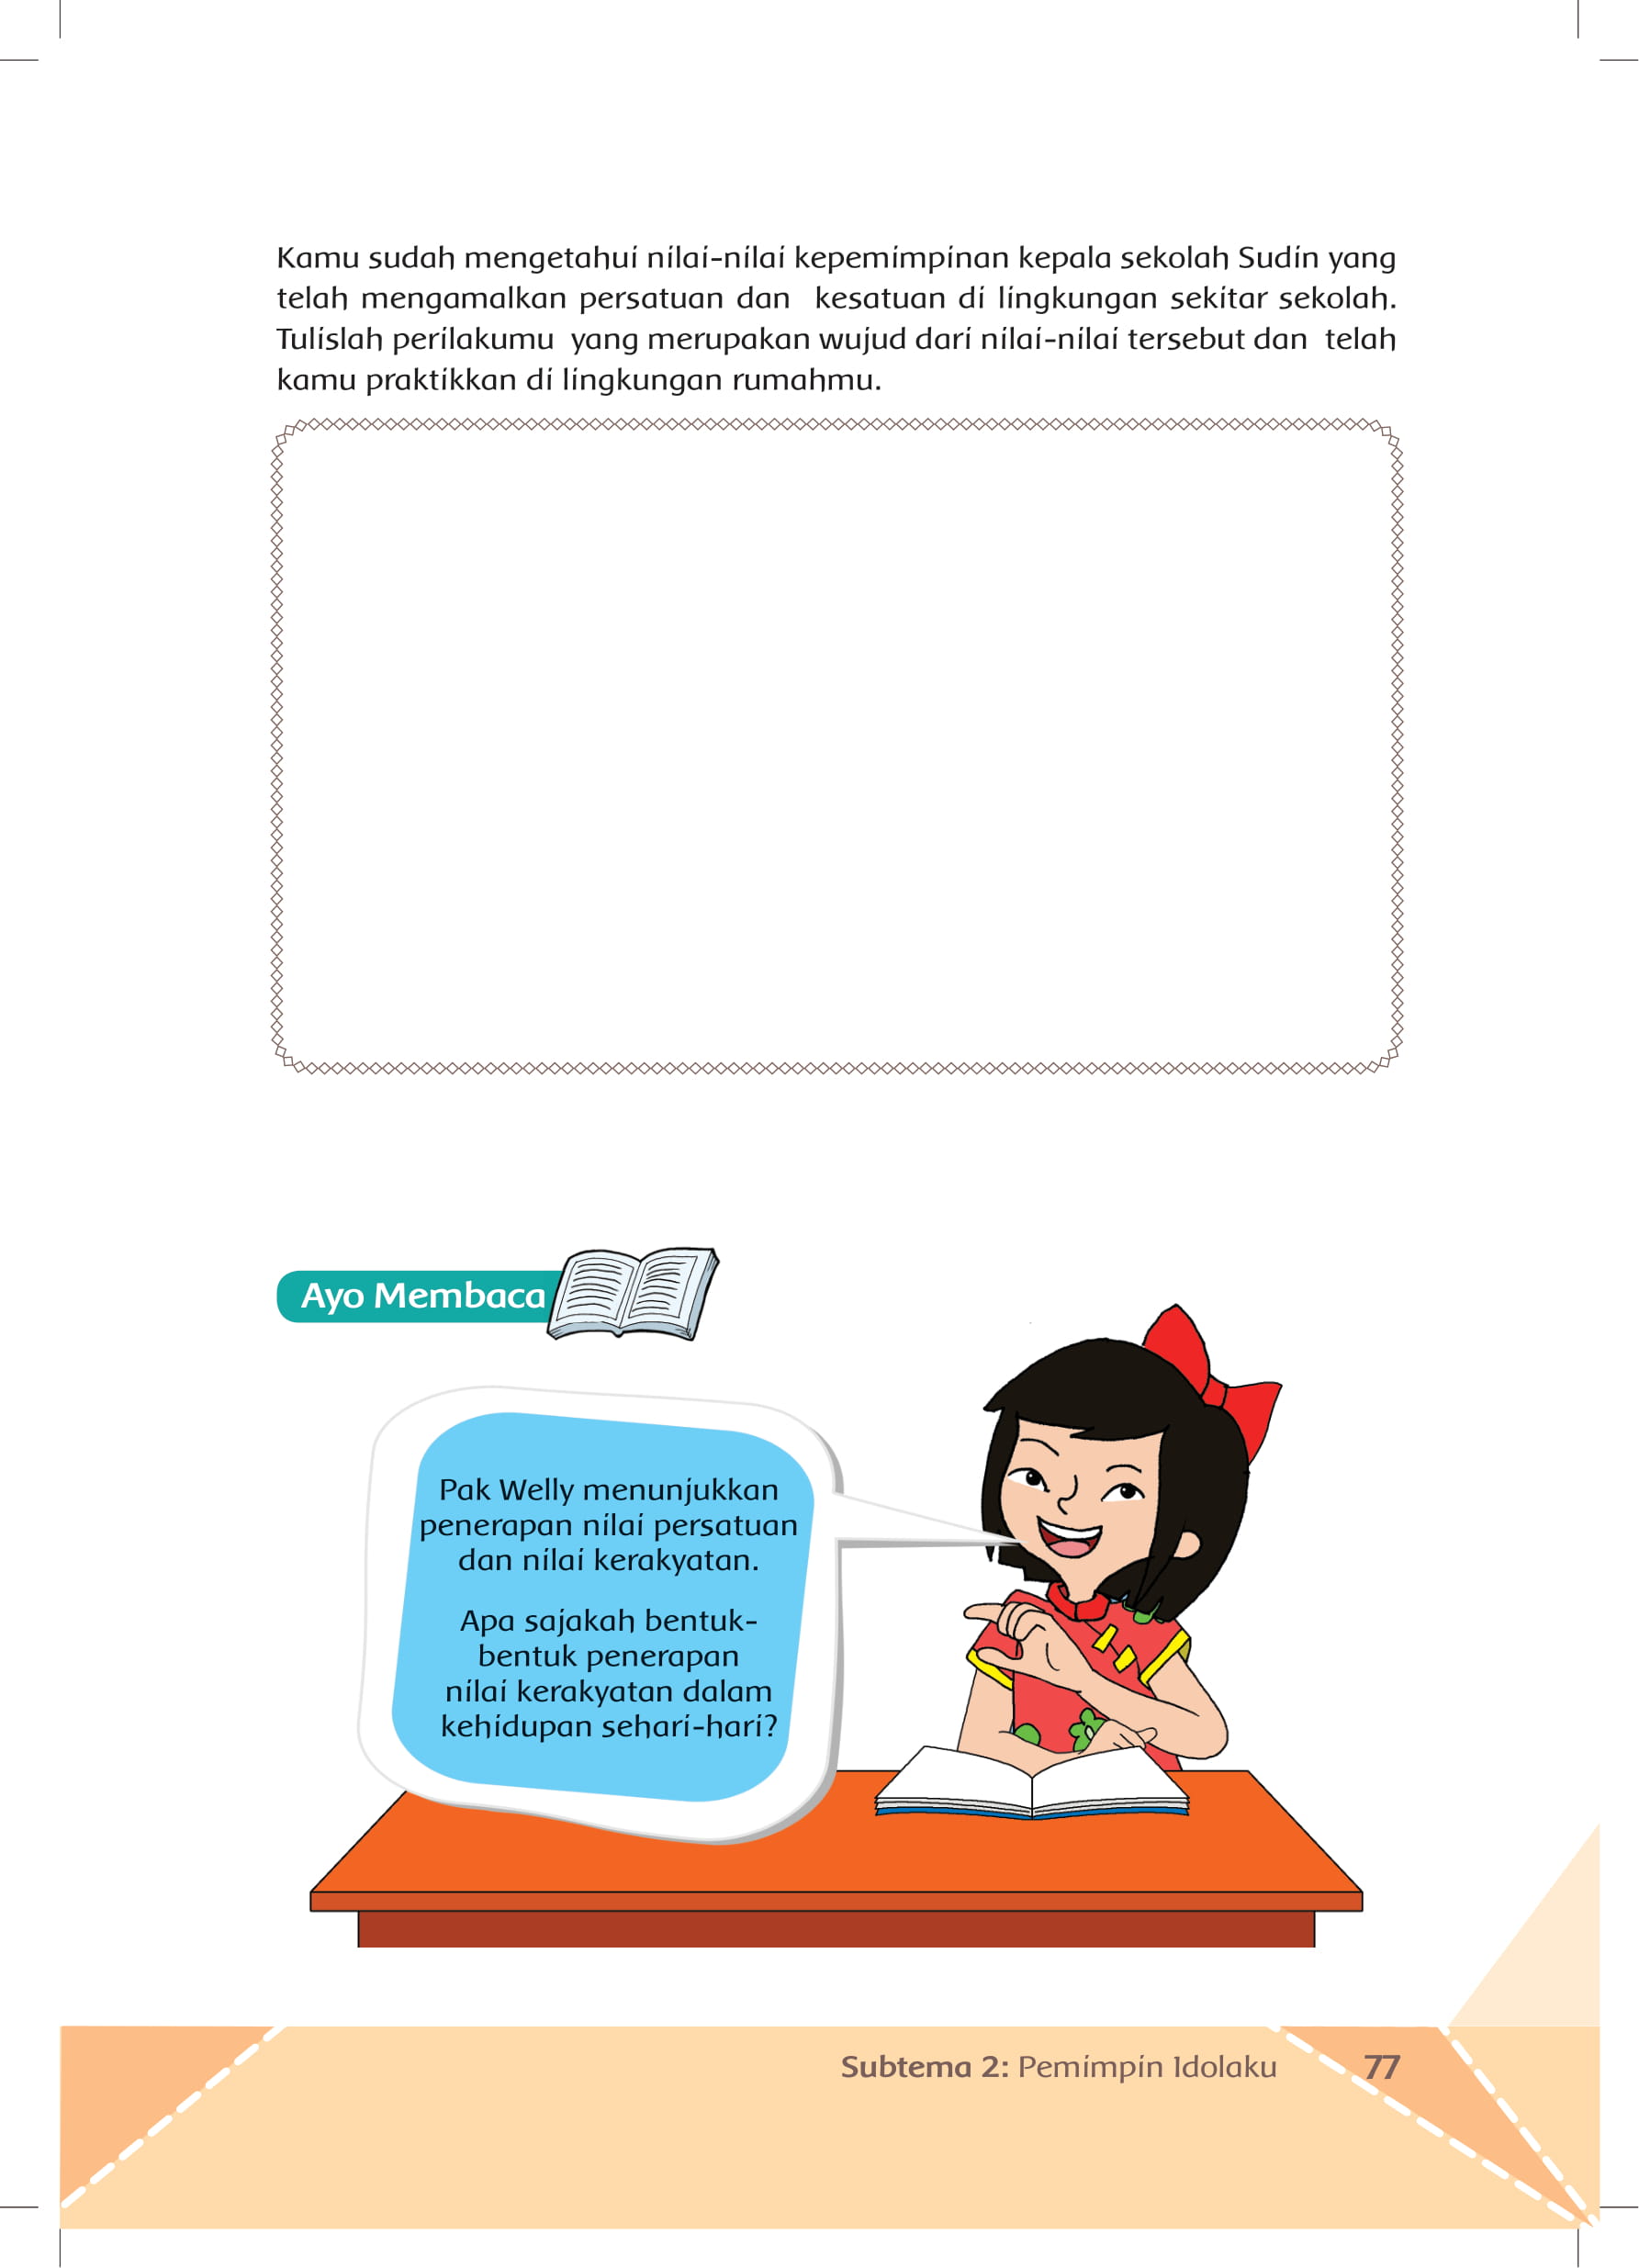 Kamu sudah mengetahui nilai-nilai kepemimpinan kepala sekolah Sudin yang
telah mengamalkan persatuan dan kesatuan di lingkungan sekitar sekolah.
Tulislah perilakumu yang merupakan wujud dari nilai-nilai tersebut dan telah
kamu praktikkan di lingkungan rumahmu.
Ayo Membaca
Pak Welly menunjukkan
penerapan nilai persatuan
dan nilai kerakyatan.
Apa sajakah bentuk-
bentuk penerapan
nilai kerakyatan dalam
kehidupan sehari-hari?
Subtema 2: Pemimpin Idolaku 77